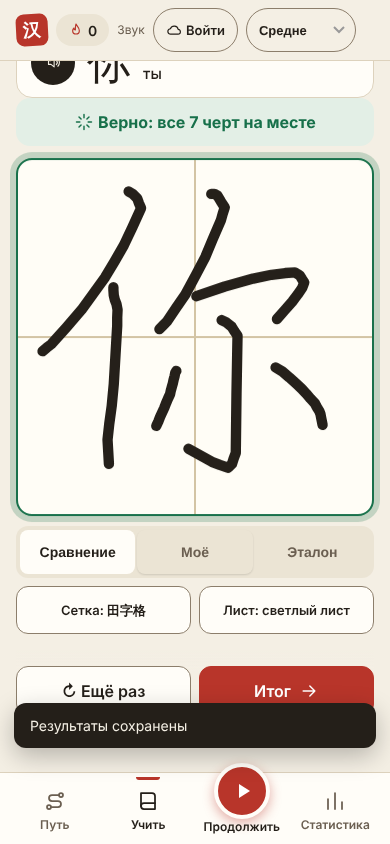 汉 0 Звук Войти Средне
你 ты
Верно: все 7 черт на месте
你
Сравнение Моё Эталон
Сетка: 田字格 Лист: светлый лист
Ещё раз Итог →
Результаты сохранены
Путь Учить Продолжить Статистика